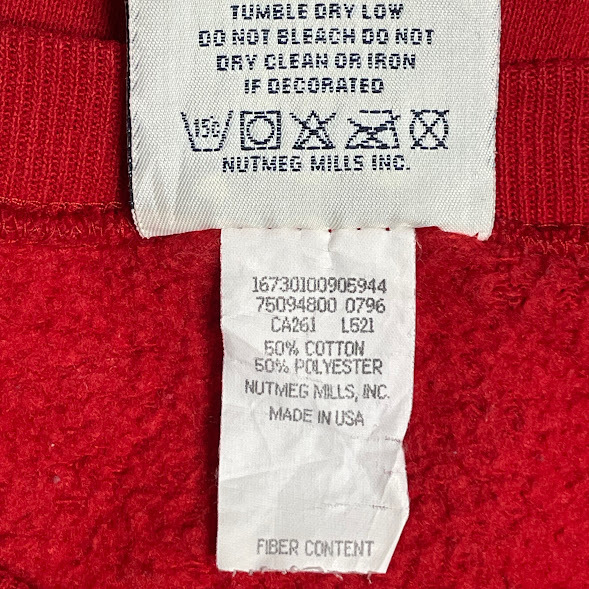 TUMBLE DRY LOW
DO NOT BLEACH DO NOT
DRY CLEAN OR IRON
IF DECORATED
NUTMEG MILLS INC.
16730100905944
75094800 0796
CA261 L521
50% COTTON
50% POLYESTER
NUTMEG MILLS, INC.
MADE IN USA
FIBER CONTENT